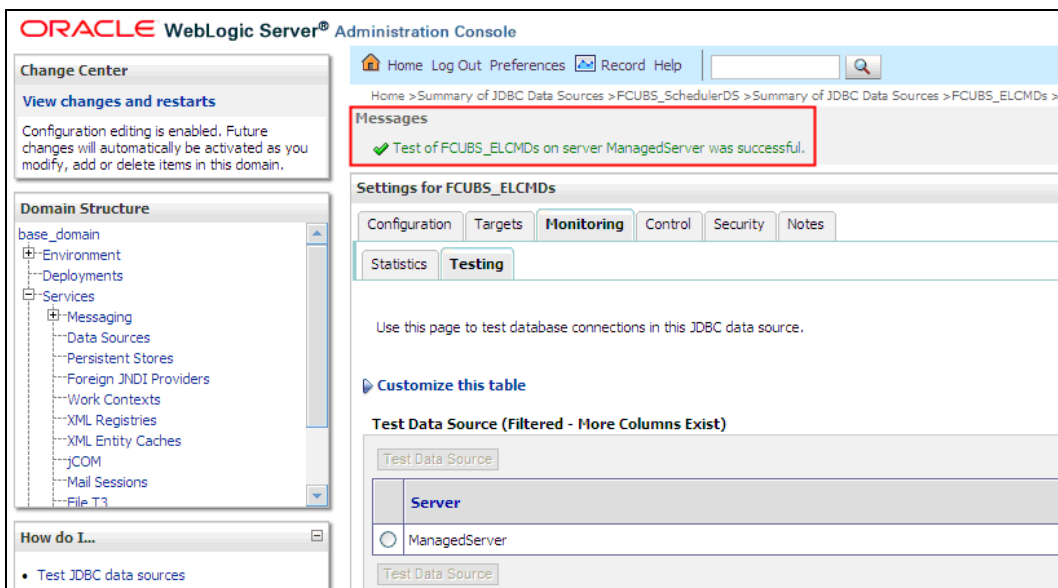 ORACLE WebLogic Server® Administration Console
Change Center
View changes and restarts
Configuration editing is enabled. Future
changes will automatically be activated as you
modify, add or delete items in this domain.
Domain Structure
base_domain
Environment
Deployments
Services
Messaging
Data Sources
Persistent Stores
Foreign JNDI Providers
Work Contexts
XML Registries
XML Entity Caches
jCOM
Mail Sessions
File T3
How do I...
Test JDBC data sources
Home Log Out Preferences Record Help
Home >Summary of JDBC Data Sources >FCUBS_SchedulerDS >Summary of JDBC Data Sources >FCUBS_ELCMDs >
Messages
Test of FCUBS_ELCMDs on server ManagedServer was successful.
Settings for FCUBS_ELCMDs
Configuration Targets Monitoring Control Security Notes
Statistics Testing
Use this page to test database connections in this JDBC data source.
Customize this table
Test Data Source (Filtered - More Columns Exist)
Test Data Source
Server
ManagedServer
Test Data Source